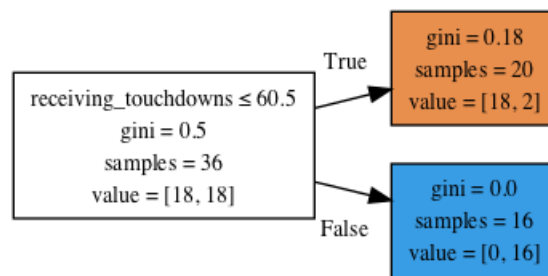 receiving_touchdowns ≤ 60.5
gini = 0.5
samples = 36
value = [18, 18]
True
gini = 0.18
samples = 20
value = [18, 2]
False
gini = 0.0
samples = 16
value = [0, 16]